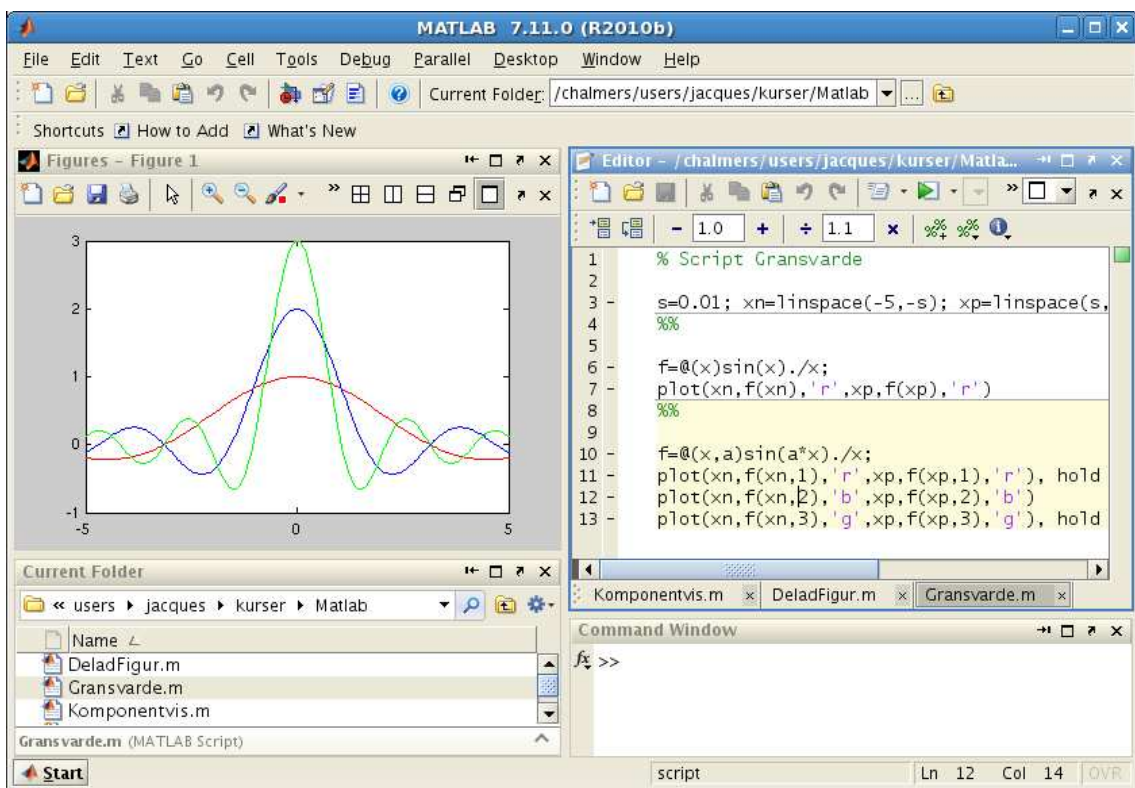 MATLAB 7.11.0 (R2010b)
File Edit Text Go Cell Tools Debug Parallel Desktop Window Help
Current Folder: /chalmers/users/jacques/kurser/Matlab
Shortcuts How to Add What's New
Figures - Figure 1
3
2
1
0
-1
-5 0 5
Current Folder
« users ▸ jacques ▸ kurser ▸ Matlab
Name
DeladFigur.m
Gransvarde.m
Komponentvis.m
Gransvarde.m (MATLAB Script)
Editor - /chalmers/users/jacques/kurser/Matla...
- 1.0 + ÷ 1.1 ×
1 % Script Gransvarde
2
3 - s=0.01; xn=linspace(-5,-s); xp=linspace(s,
4 %%
5
6 - f=@(x)sin(x)./x;
7 - plot(xn,f(xn),'r',xp,f(xp),'r')
8 %%
9
10 - f=@(x,a)sin(a*x)./x;
11 - plot(xn,f(xn,1),'r',xp,f(xp,1),'r'), hold
12 - plot(xn,f(xn,2),'b',xp,f(xp,2),'b')
13 - plot(xn,f(xn,3),'g',xp,f(xp,3),'g'), hold
Komponentvis.m × DeladFigur.m × Gransvarde.m ×
Command Window
fx >>
Start script Ln 12 Col 14 OVR